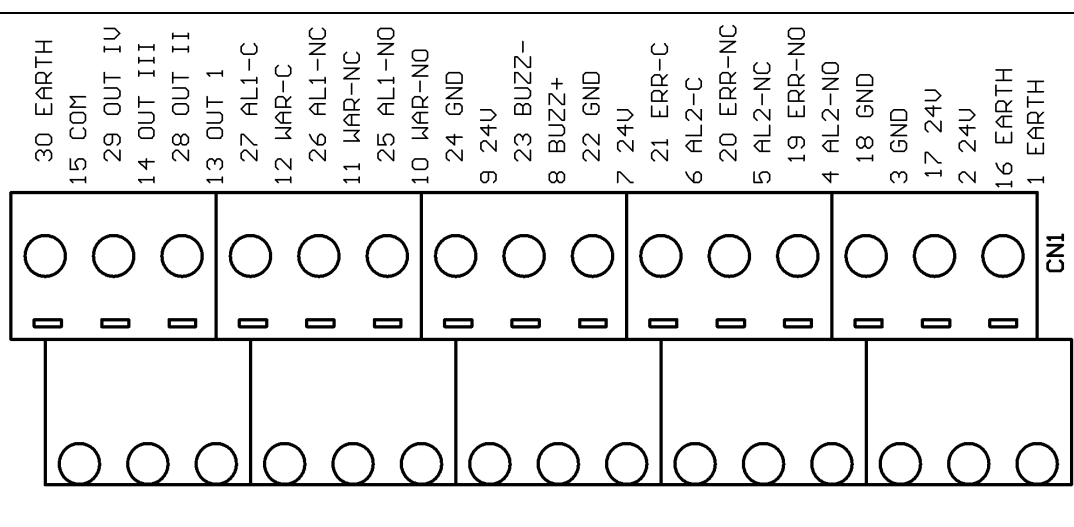 30 EARTH
15 COM
29 OUT IV
14 OUT III
28 OUT II
13 OUT 1
27 AL1-C
12 WAR-C
26 AL1-NC
11 WAR-NC
25 AL1-NO
10 WAR-NO
24 GND
9 24V
23 BUZZ-
8 BUZZ+
22 GND
7 24V
21 ERR-C
6 AL2-C
20 ERR-NC
5 AL2-NC
19 ERR-NO
4 AL2-NO
18 GND
3 GND
17 24V
2 24V
16 EARTH
1 EARTH
CN1